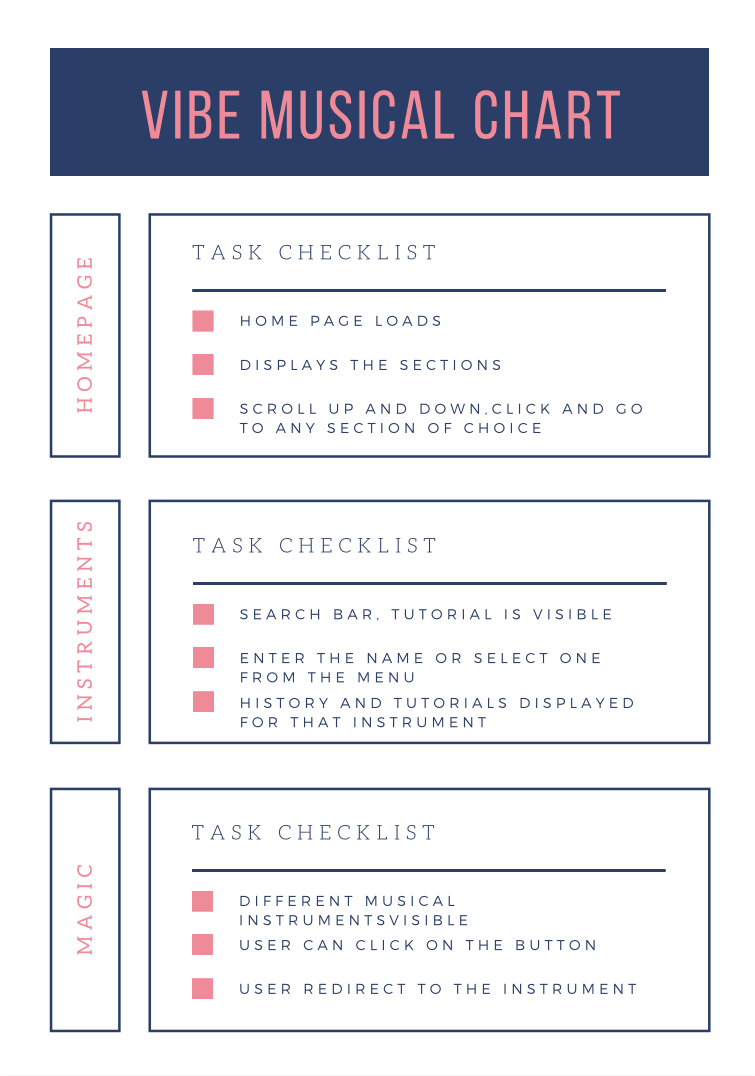 VIBE MUSICAL CHART
HOMEPAGE
TASK CHECKLIST
HOME PAGE LOADS
DISPLAYS THE SECTIONS
SCROLL UP AND DOWN,CLICK AND GO
TO ANY SECTION OF CHOICE
INSTRUMENTS
TASK CHECKLIST
SEARCH BAR, TUTORIAL IS VISIBLE
ENTER THE NAME OR SELECT ONE
FROM THE MENU
HISTORY AND TUTORIALS DISPLAYED
FOR THAT INSTRUMENT
MAGIC
TASK CHECKLIST
DIFFERENT MUSICAL
INSTRUMENTSVISIBLE
USER CAN CLICK ON THE BUTTON
USER REDIRECT TO THE INSTRUMENT